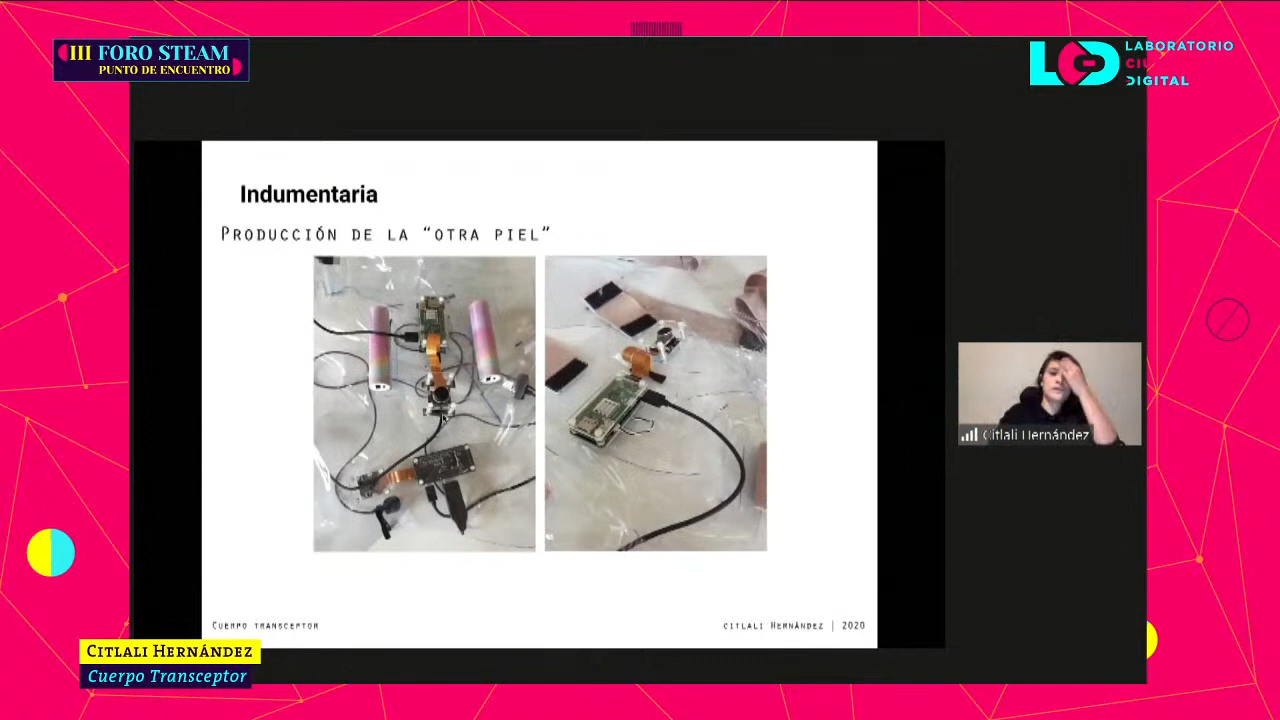 III FORO STEAM
PUNTO DE ENCUENTRO
LCD
LABORATORIO
DIGITAL
Indumentaria
PRODUCCIÓN DE LA “OTRA PIEL”
Citlali Hernández
CUERPO TRANSCEPTOR
CITLALI HERNÁNDEZ | 2020
CITLALI HERNÁNDEZ
Cuerpo Transceptor